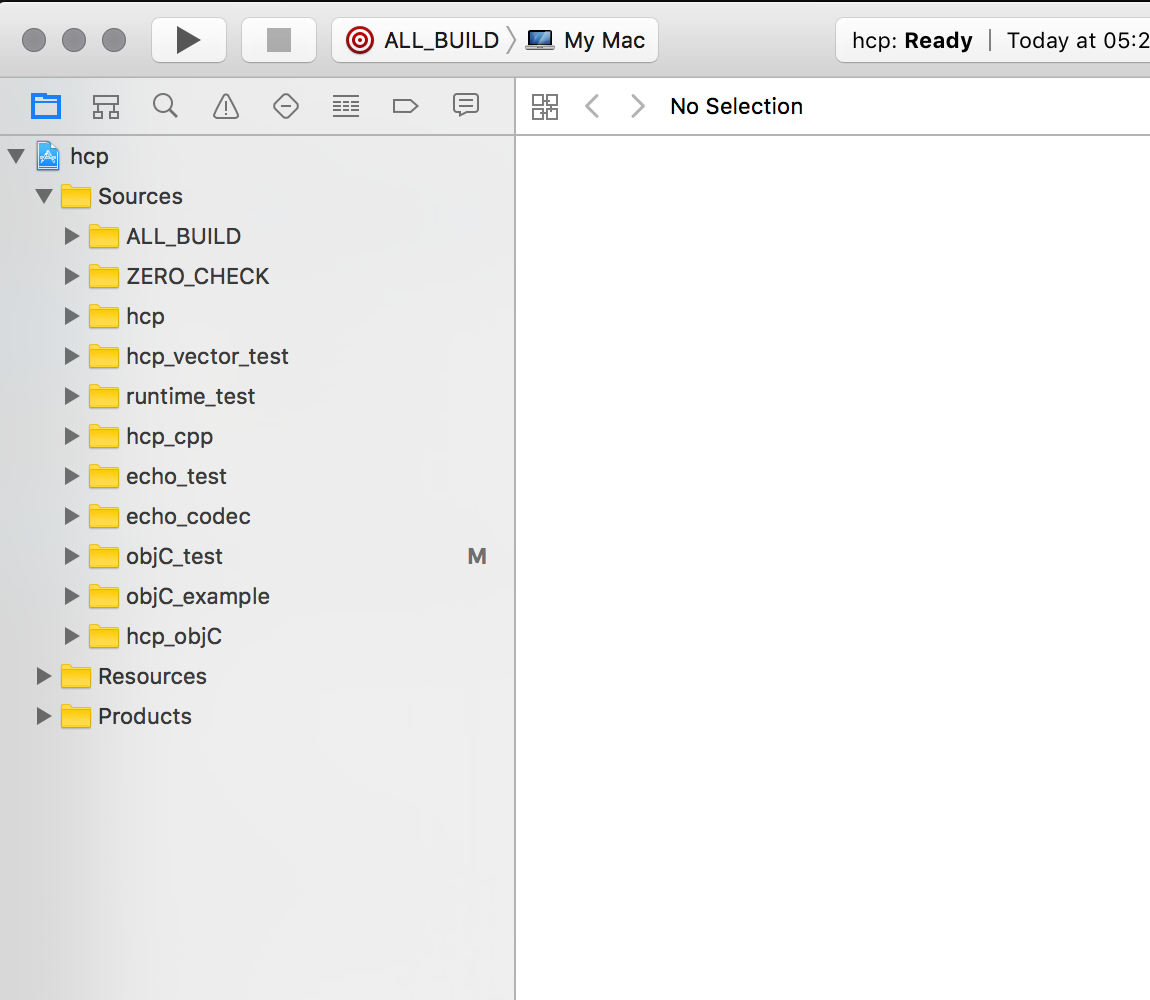 ALL_BUILD My Mac
hcp: Ready | Today at 05:2
No Selection
hcp
Sources
ALL_BUILD
ZERO_CHECK
hcp
hcp_vector_test
runtime_test
hcp_cpp
echo_test
echo_codec
objC_test M
objC_example
hcp_objC
Resources
Products